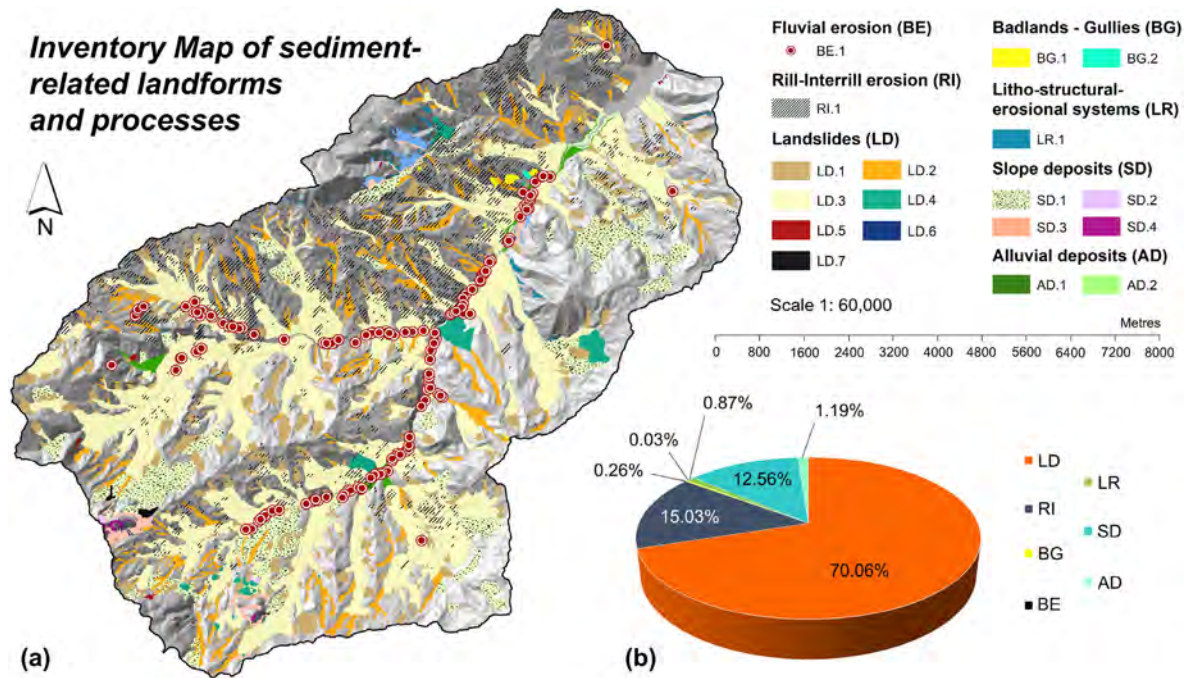 Inventory Map of sediment-
related landforms
and processes
N
Fluvial erosion (BE)
BE.1
Rill-Interrill erosion (RI)
RI.1
Landslides (LD)
LD.1 LD.2
LD.3 LD.4
LD.5 LD.6
LD.7
Badlands - Gullies (BG)
BG.1 BG.2
Litho-structural-
erosional systems (LR)
LR.1
Slope deposits (SD)
SD.1 SD.2
SD.3 SD.4
Alluvial deposits (AD)
AD.1 AD.2
Scale 1: 60,000
Metres
0 800 1600 2400 3200 4000 4800 5600 6400 7200 8000
0.87%
1.19%
0.03%
0.26%
12.56%
15.03%
70.06%
LD
LR
RI
SD
BG
AD
BE
(a)
(b)